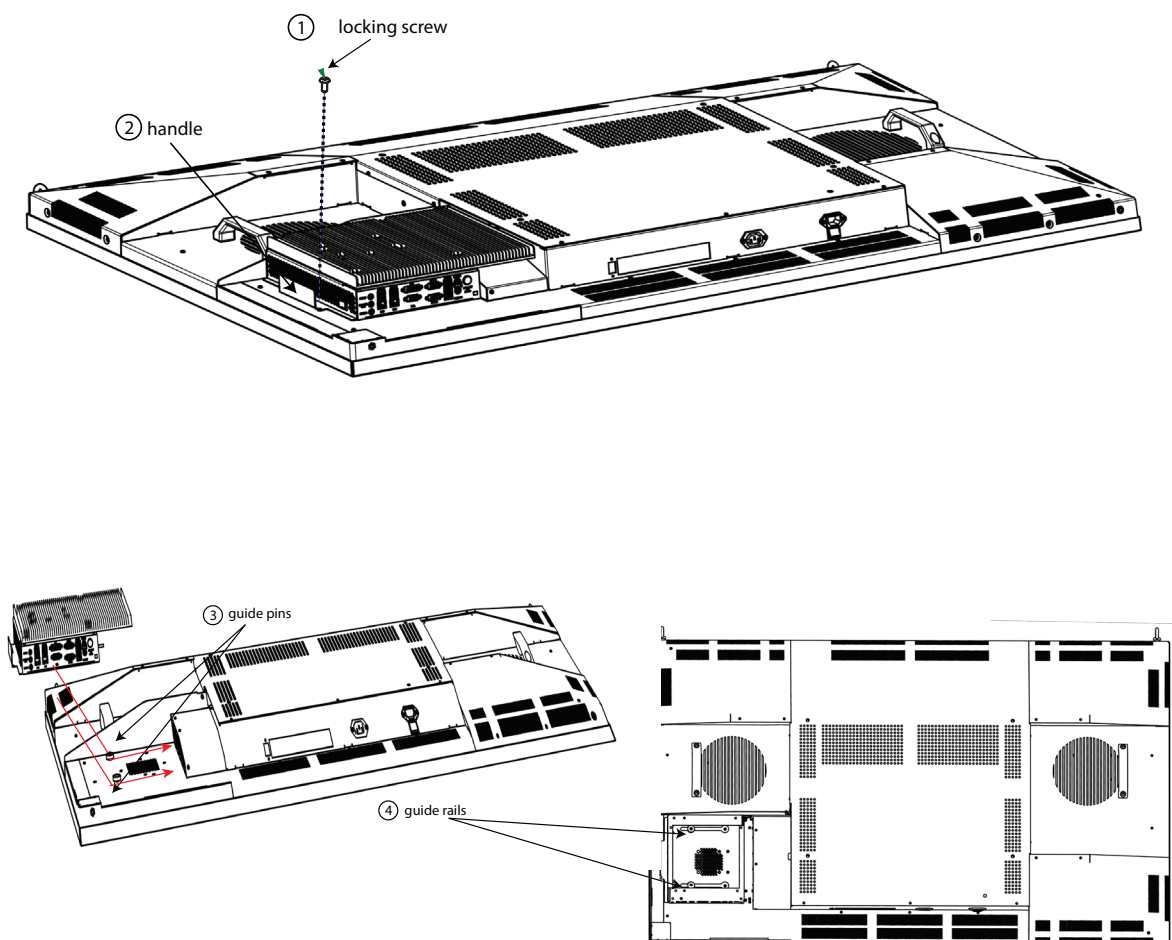 ① locking screw
② handle
③ guide pins
④ guide rails